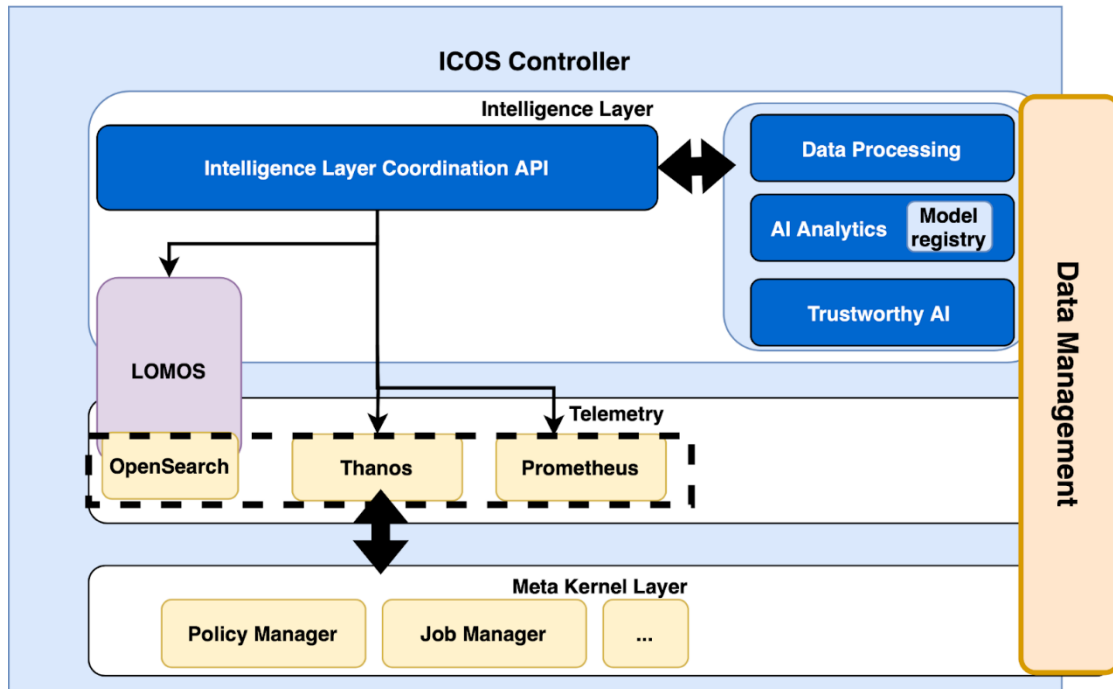 ICOS Controller
Intelligence Layer
Intelligence Layer Coordination API
Data Processing
AI Analytics
Model
registry
Trustworthy AI
LOMOS
Telemetry
OpenSearch
Thanos
Prometheus
Meta Kernel Layer
Policy Manager
Job Manager
...
Data Management